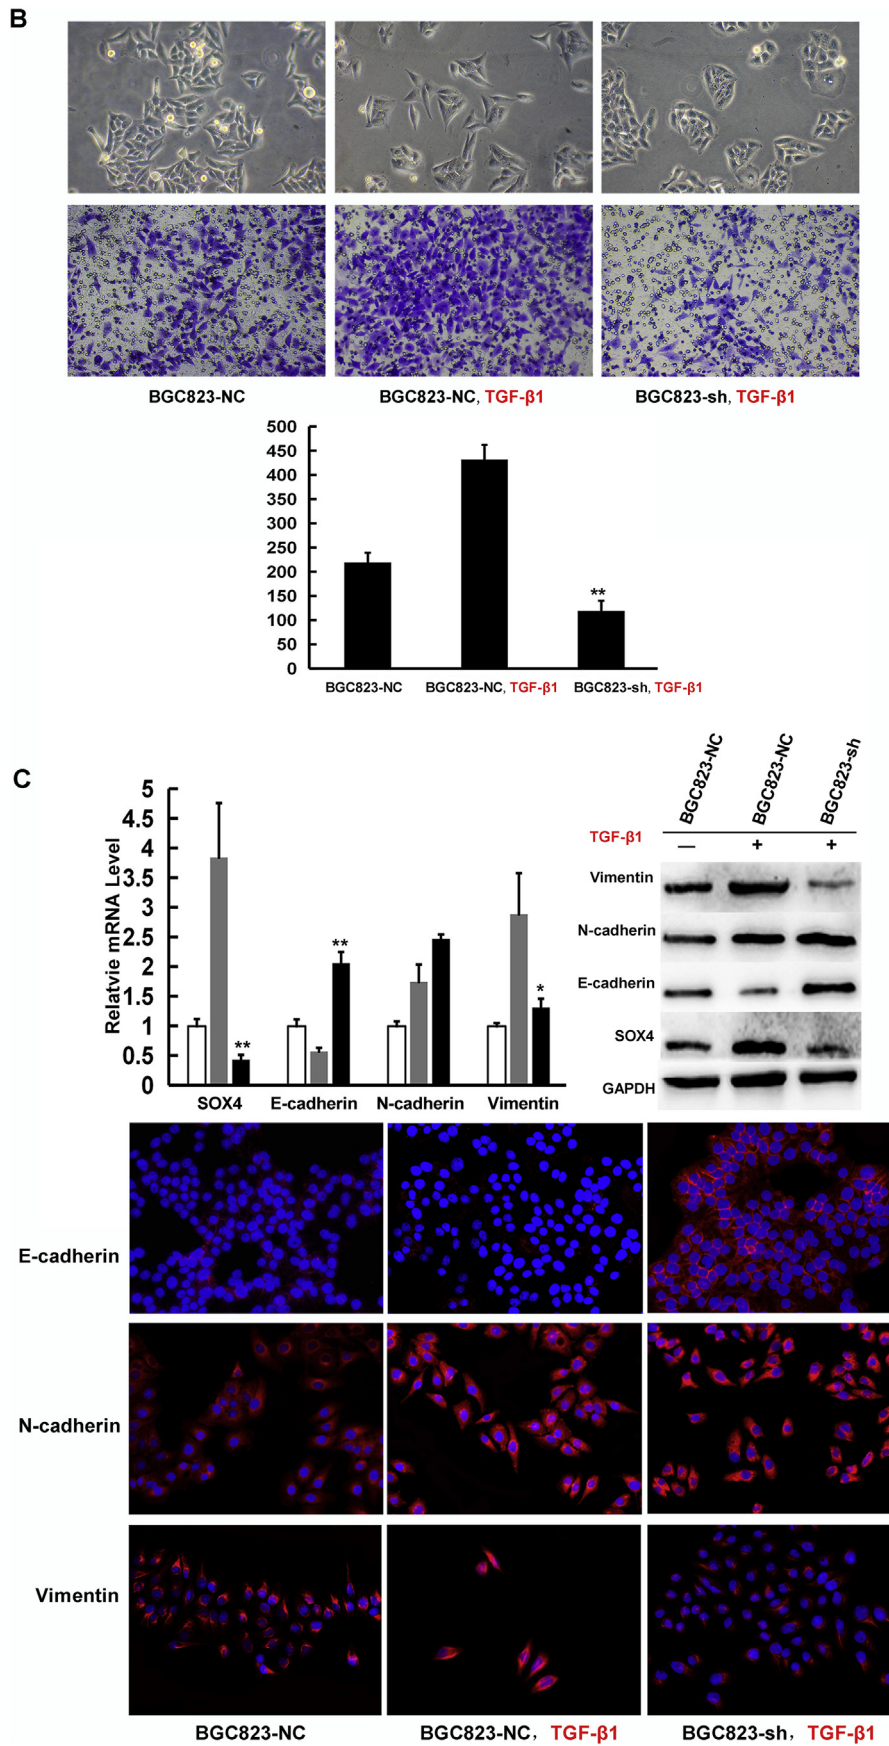 B
BGC823-NC
BGC823-NC, TGF-β1
BGC823-sh, TGF-β1
500
450
400
350
300
250
200
150
100
50
0
**
BGC823-NC
BGC823-NC, TGF-β1
BGC823-sh, TGF-β1
C
Relatvie mRNA Level
5
4.5
4
3.5
3
2.5
2
1.5
1
0.5
0
**
**
*
SOX4
E-cadherin
N-cadherin
Vimentin
BGC823-NC
BGC823-NC
BGC823-sh
TGF-β1 — + +
Vimentin
N-cadherin
E-cadherin
SOX4
GAPDH
E-cadherin
N-cadherin
Vimentin
BGC823-NC
BGC823-NC, TGF-β1
BGC823-sh, TGF-β1